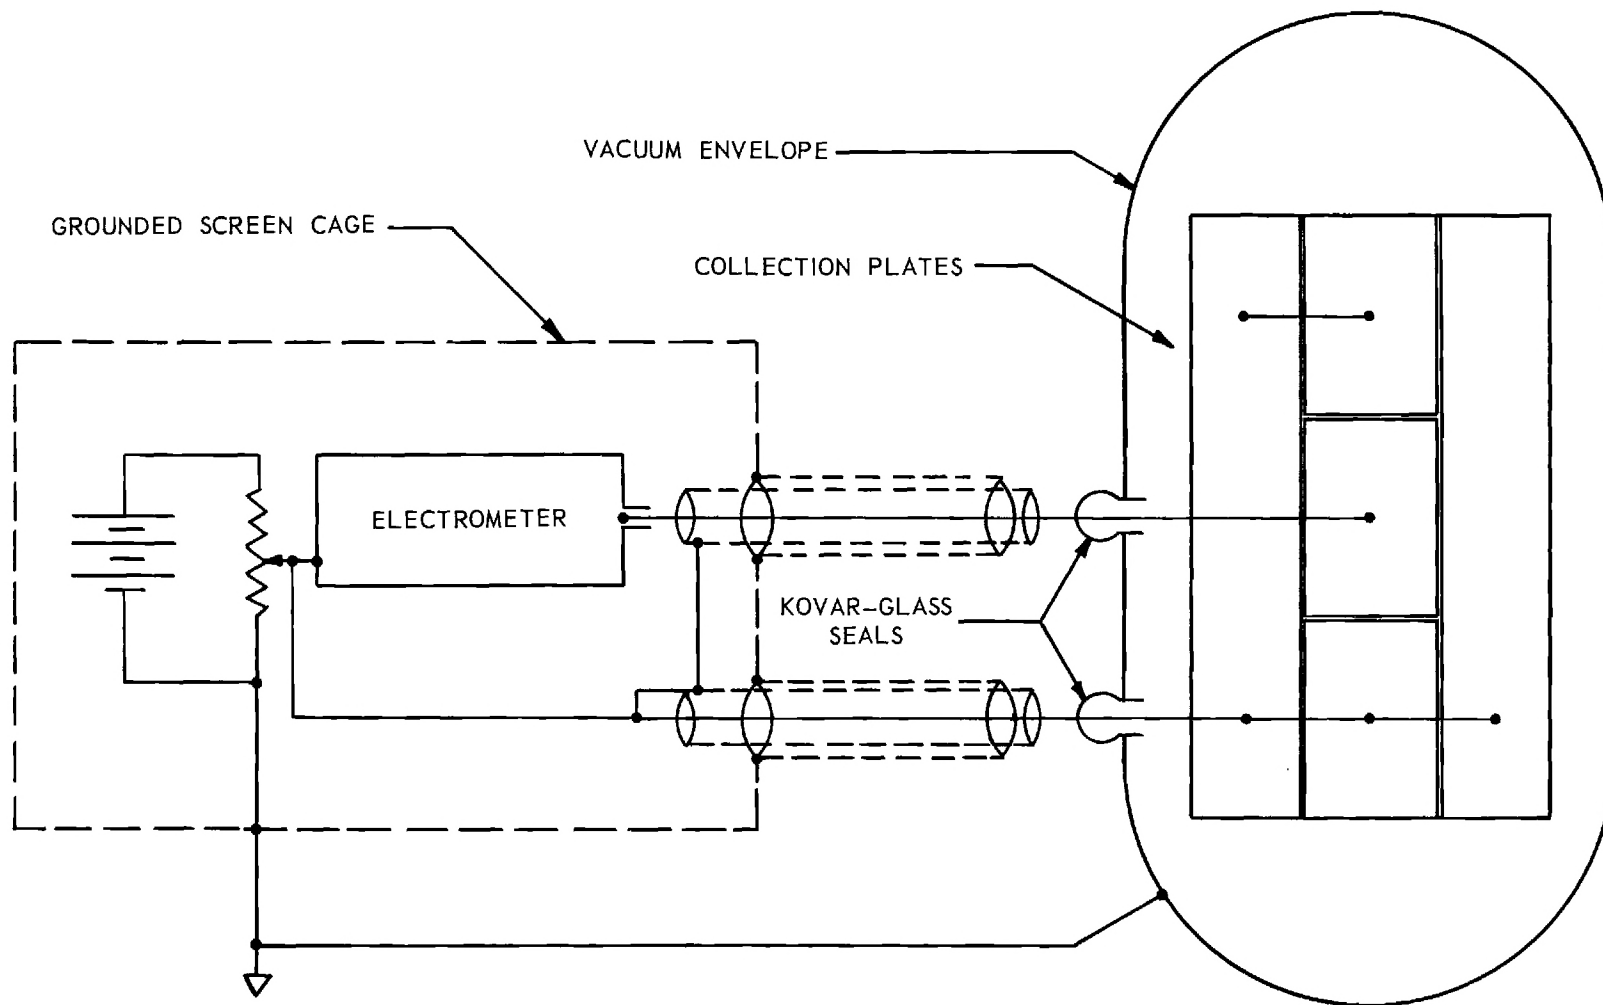 VACUUM ENVELOPE
GROUNDED SCREEN CAGE
COLLECTION PLATES
ELECTROMETER
KOVAR-GLASS
SEALS